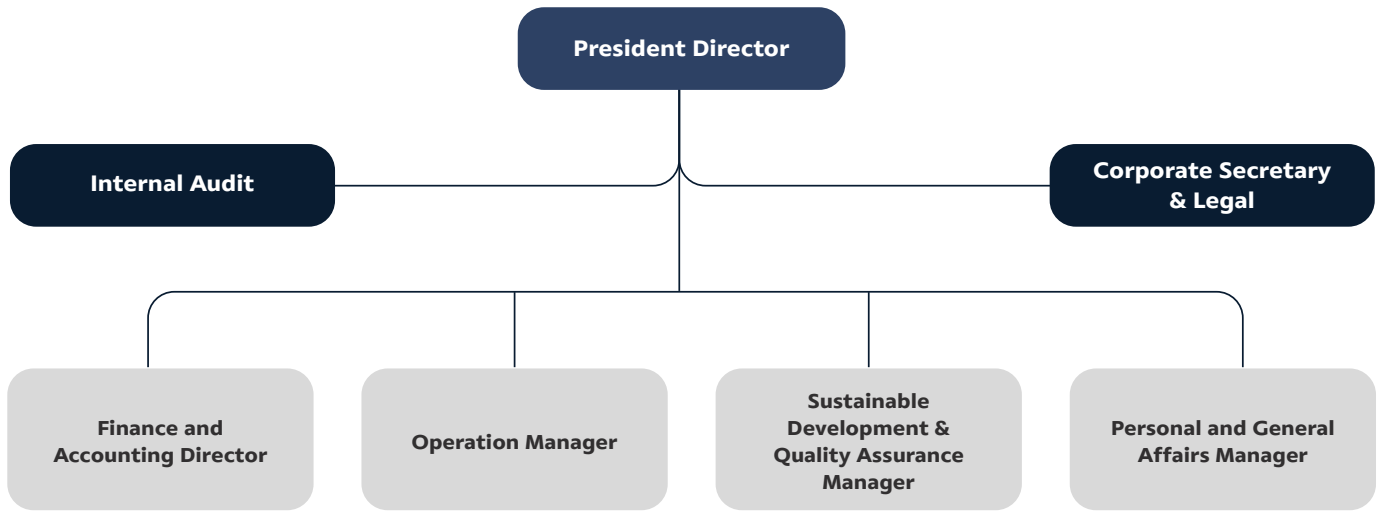 President Director
Internal Audit
Corporate Secretary
& Legal
Finance and
Accounting Director
Operation Manager
Sustainable
Development &
Quality Assurance
Manager
Personal and General
Affairs Manager